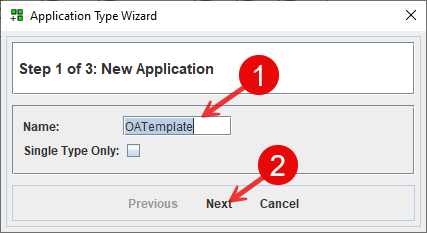 Application Type Wizard
Step 1 of 3: New Application
1
Name: OATemplate
Single Type Only:
2
Previous Next Cancel